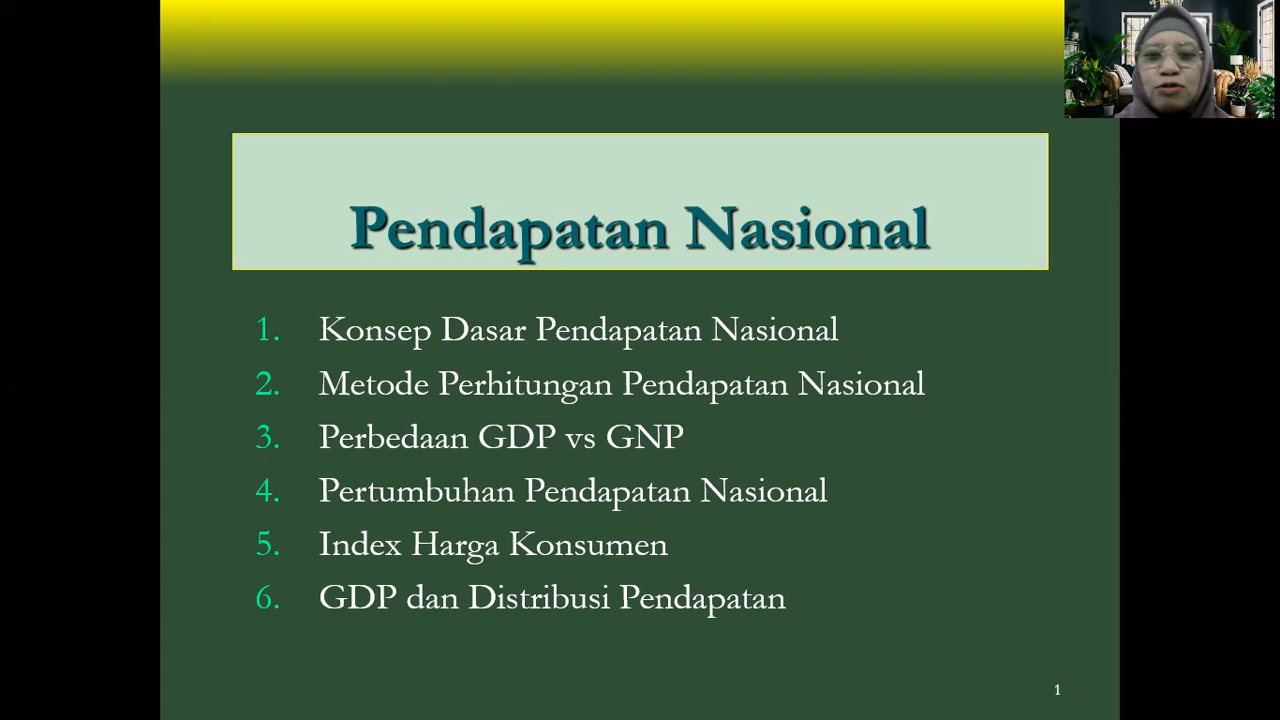 Pendapatan Nasional
1. Konsep Dasar Pendapatan Nasional
2. Metode Perhitungan Pendapatan Nasional
3. Perbedaan GDP vs GNP
4. Pertumbuhan Pendapatan Nasional
5. Index Harga Konsumen
6. GDP dan Distribusi Pendapatan
1